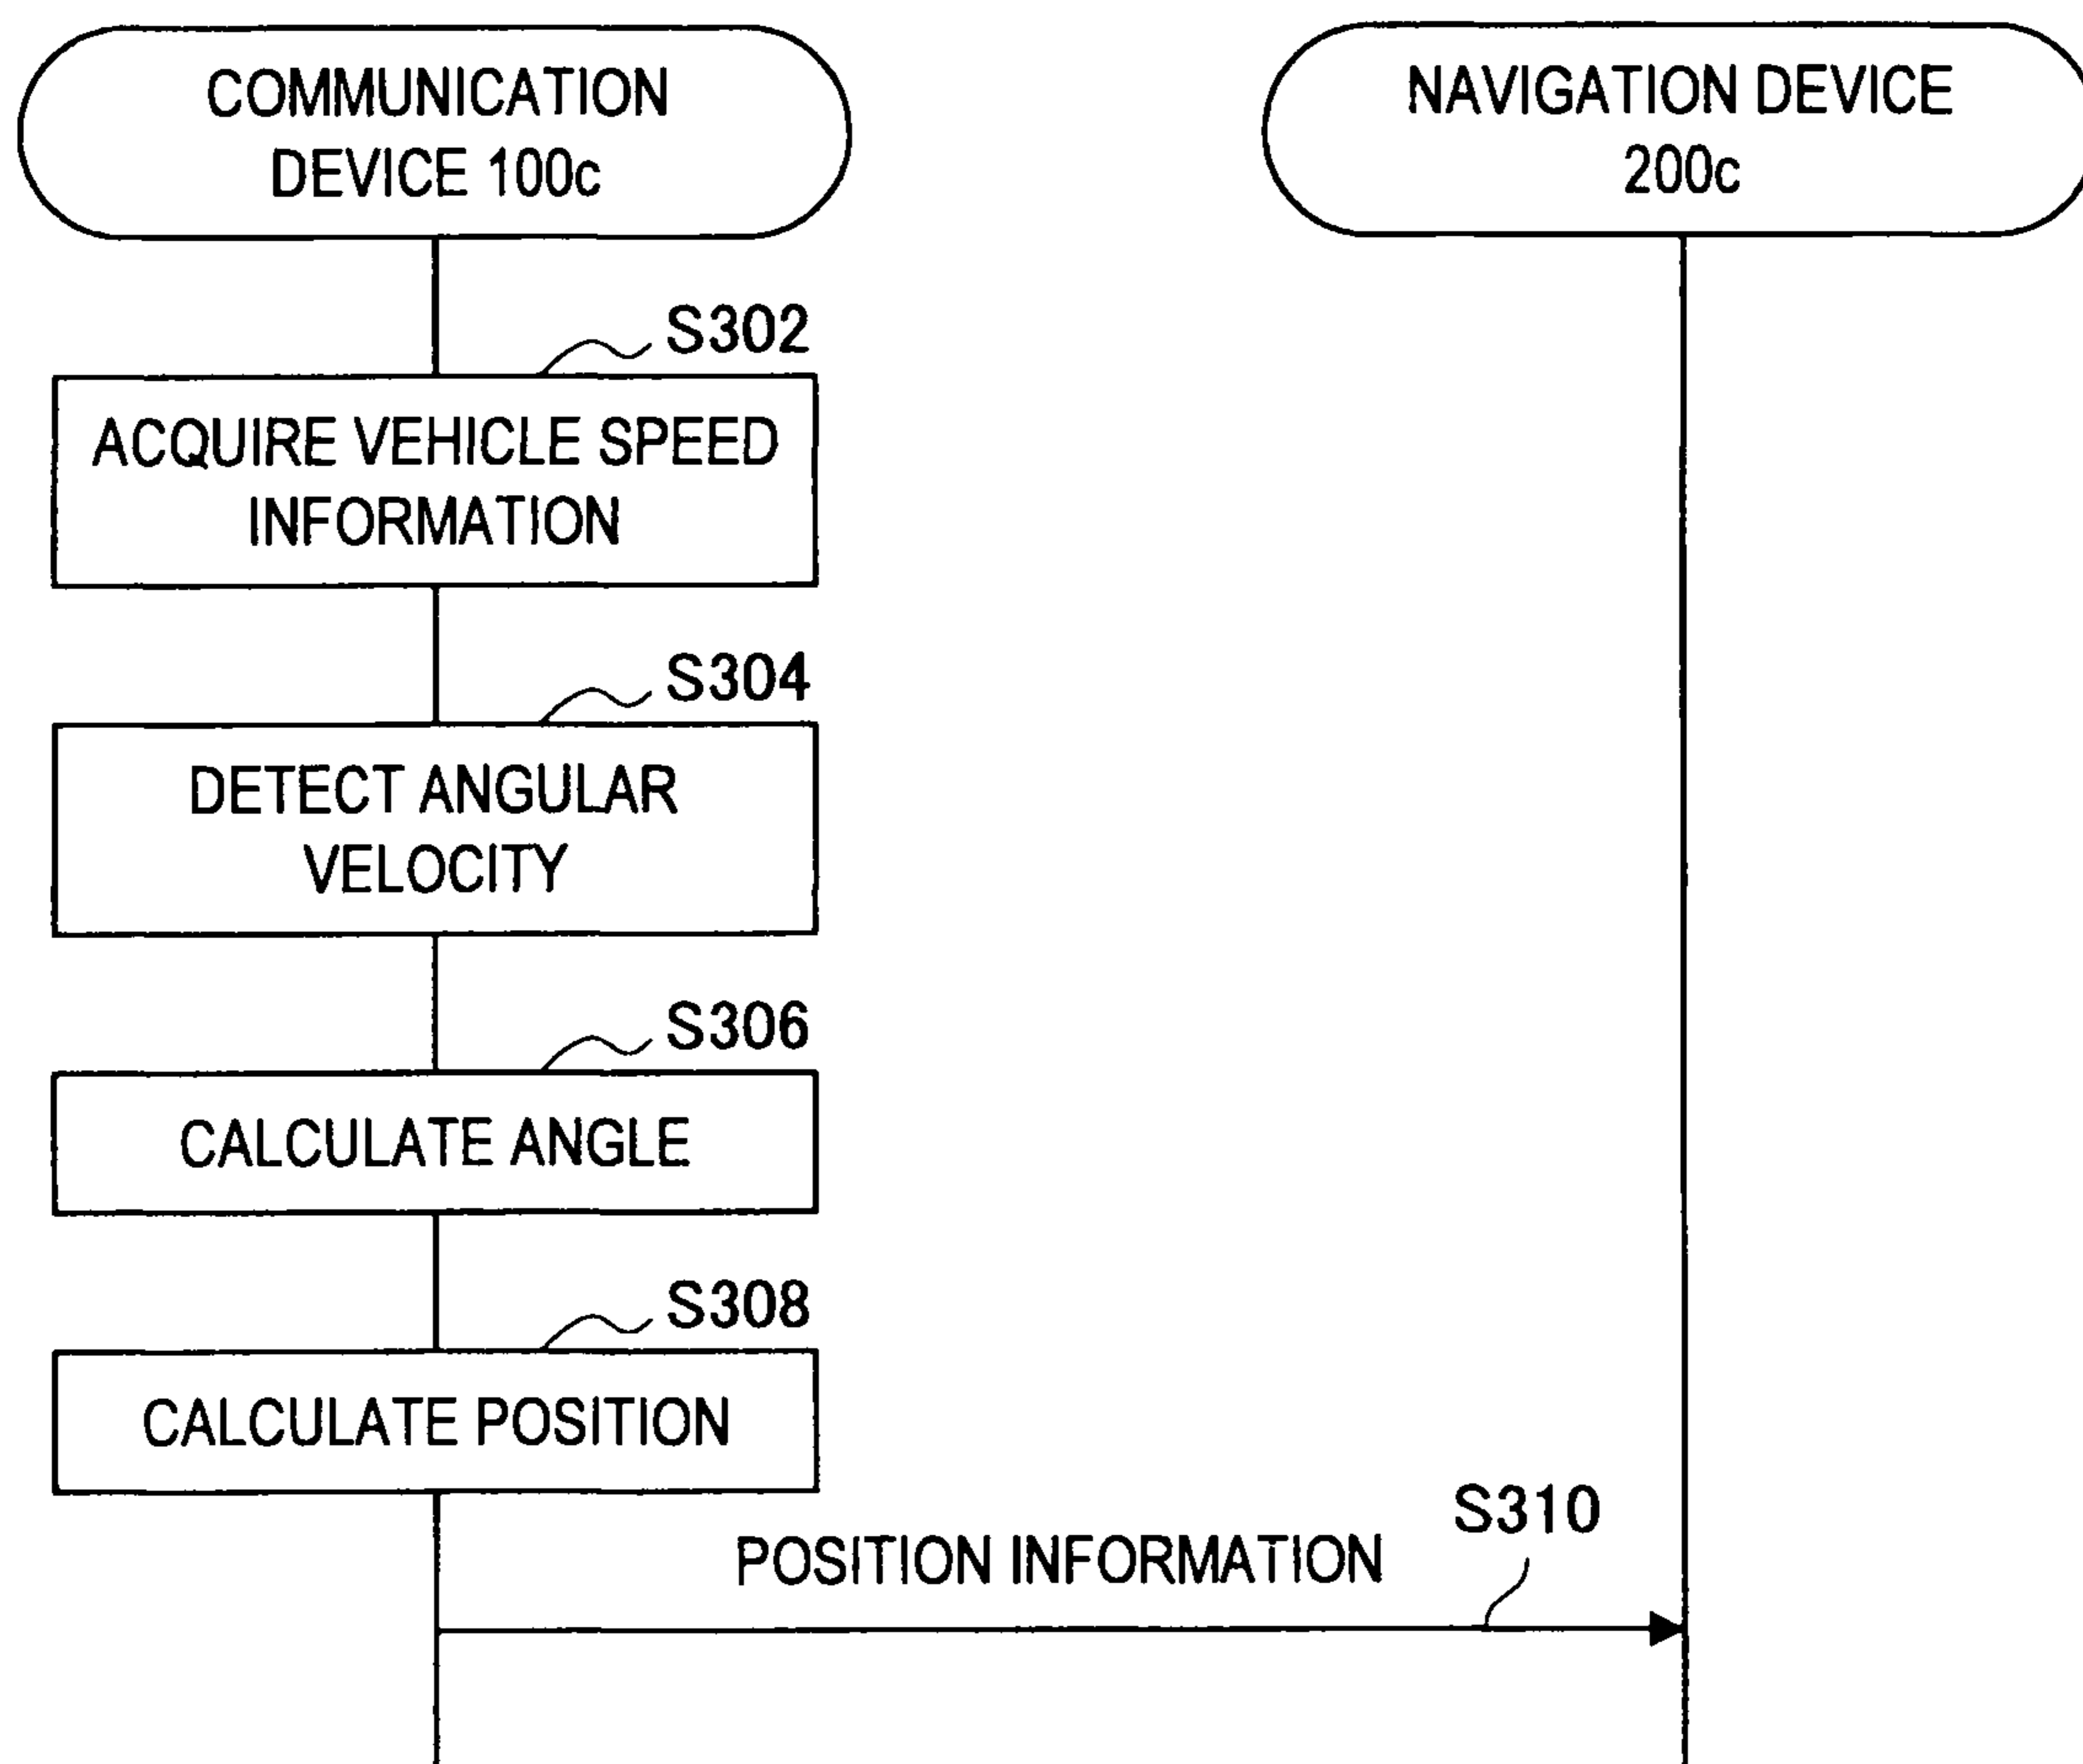 COMMUNICATION
DEVICE 100c
NAVIGATION DEVICE
200c
S302
ACQUIRE VEHICLE SPEED
INFORMATION
S304
DETECT ANGULAR
VELOCITY
S306
CALCULATE ANGLE
S308
CALCULATE POSITION
S310
POSITION INFORMATION